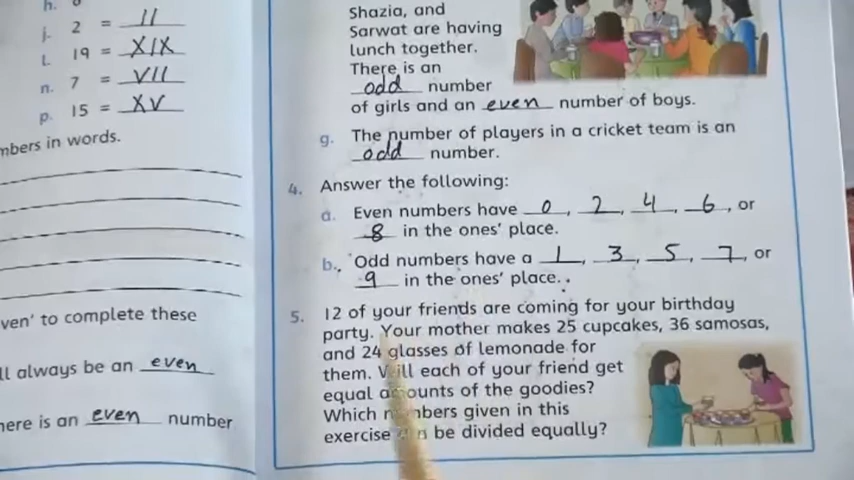 h.
j. 2 = II
l. 19 = XIX
n. 7 = VII
p. 15 = XV
mbers in words.
ven' to complete these
ll always be an even
here is an even number
Shazia, and
Sarwat are having
lunch together.
There is an
odd number
of girls and an even number of boys.
g. The number of players in a cricket team is an
odd number.
4. Answer the following:
a. Even numbers have 0, 2, 4, 6, or
8 in the ones' place.
b. Odd numbers have a 1, 3, 5, 7, or
9 in the ones' place.
5. 12 of your friends are coming for your birthday
party. Your mother makes 25 cupcakes, 36 samosas,
and 24 glasses of lemonade for
them. Will each of your friend get
equal amounts of the goodies?
Which numbers given in this
exercise can be divided equally?